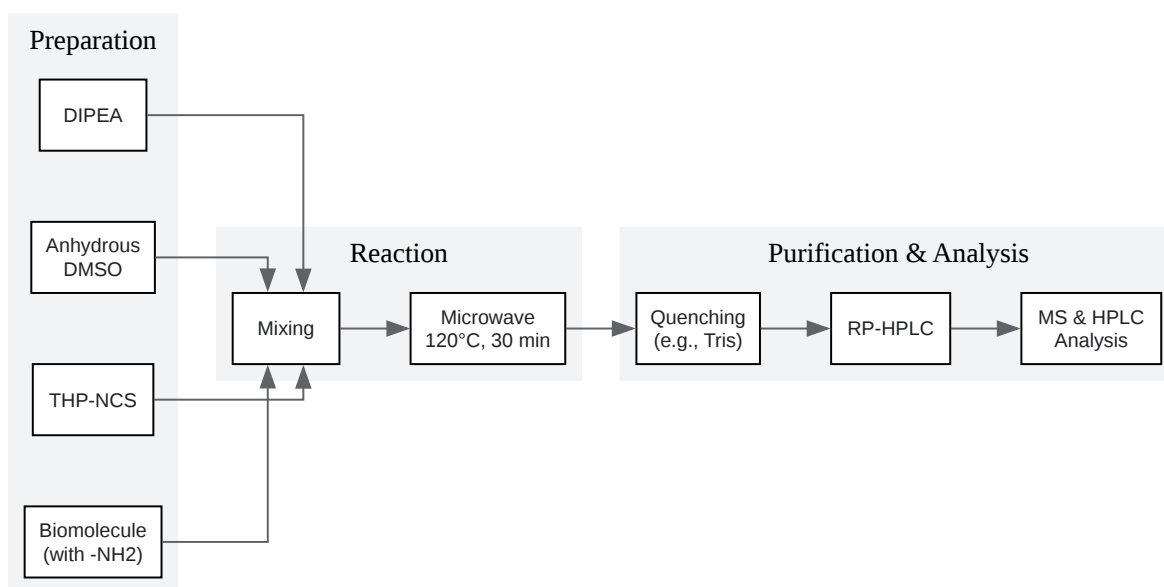 Preparation
DIPEA
Anhydrous
DMSO
THP-NCS
Biomolecule
(with -NH2)
Reaction
Mixing
Microwave
120°C, 30 min
Purification & Analysis
Quenching
(e.g., Tris)
RP-HPLC
MS & HPLC
Analysis